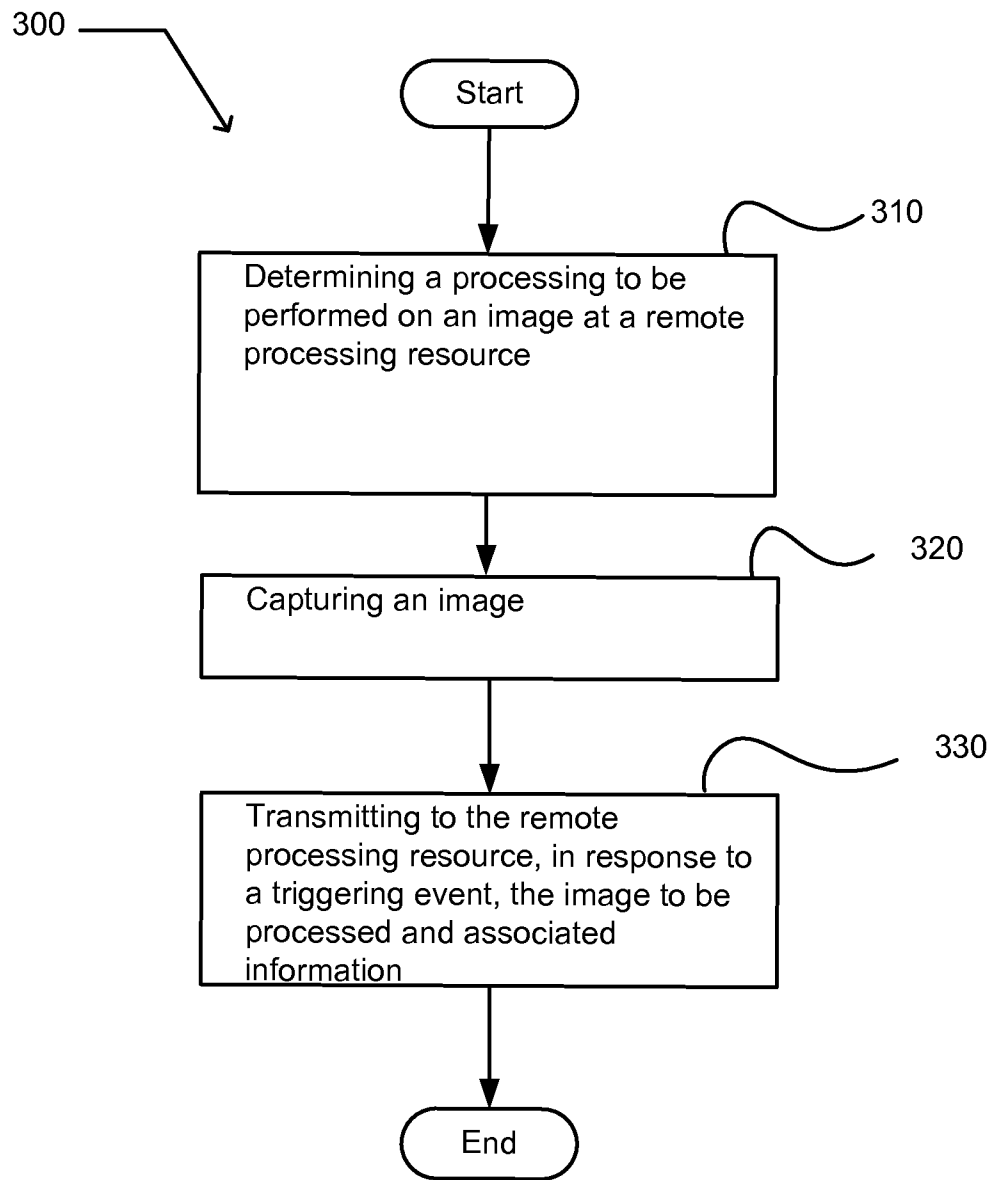 300
Start
310
Determining a processing to be
performed on an image at a remote
processing resource
320
Capturing an image
330
Transmitting to the remote
processing resource, in response to
a triggering event, the image to be
processed and associated
information
End